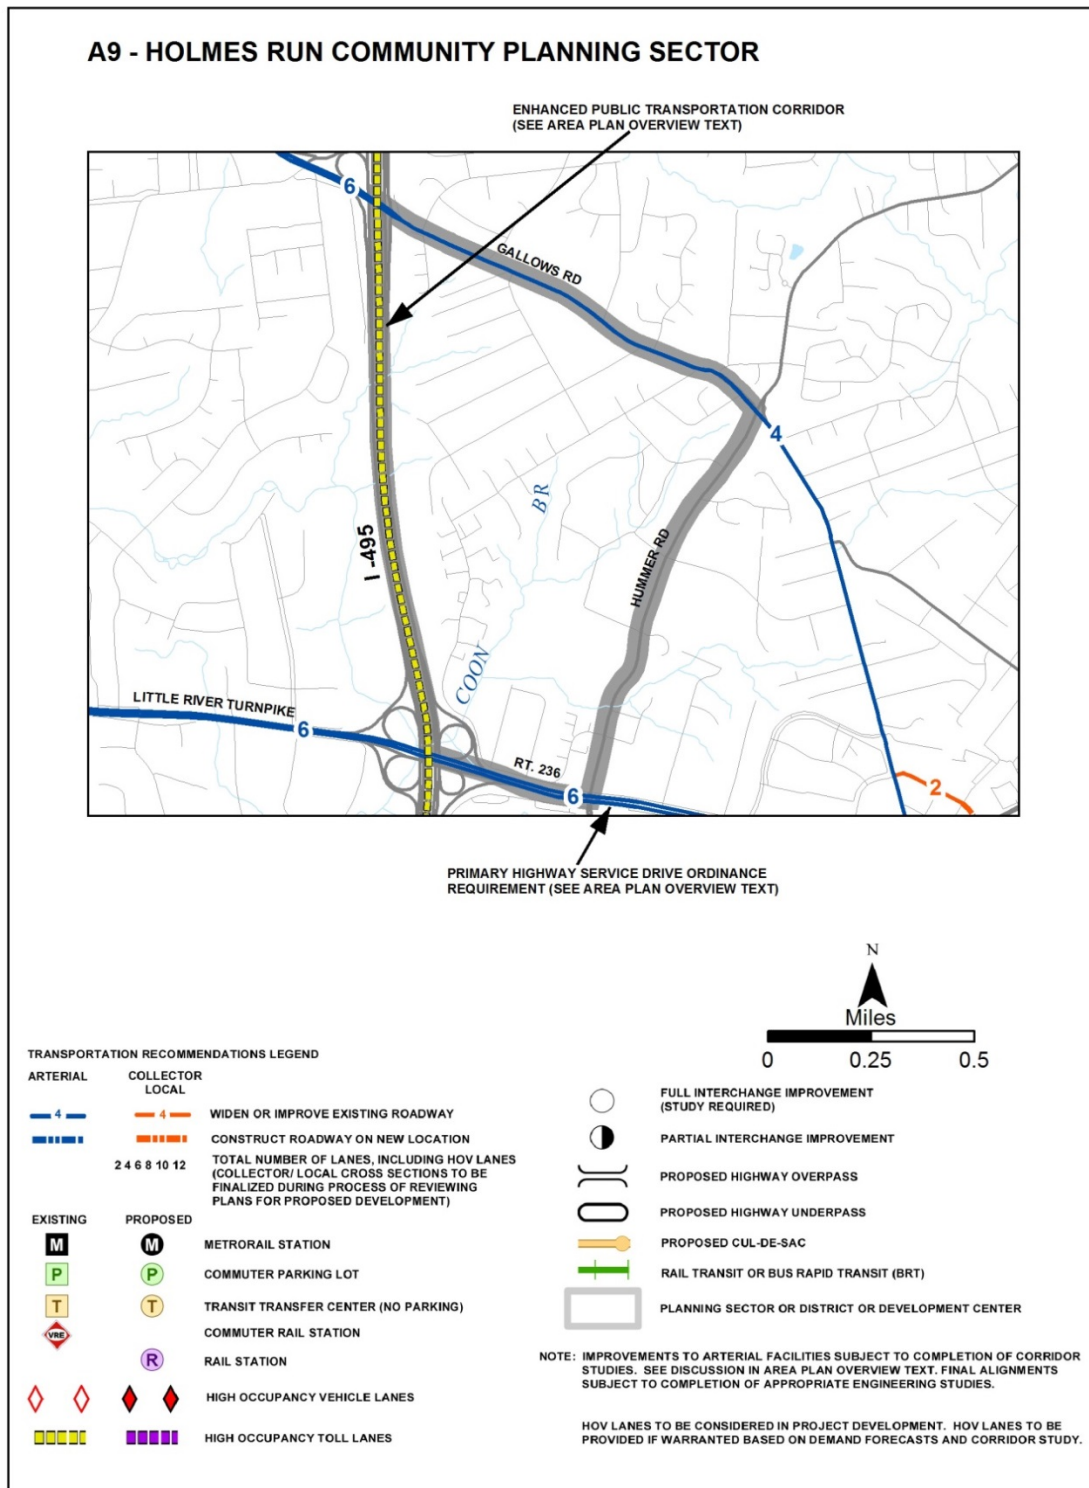 A9 - HOLMES RUN COMMUNITY PLANNING SECTOR
ENHANCED PUBLIC TRANSPORTATION CORRIDOR
(SEE AREA PLAN OVERVIEW TEXT)
6
GALLOWS RD
4
BR
I -495
HUMMER RD
COON
LITTLE RIVER TURNPIKE
6
RT. 236
6
2
PRIMARY HIGHWAY SERVICE DRIVE ORDINANCE
REQUIREMENT (SEE AREA PLAN OVERVIEW TEXT)
N
Miles
0 0.25 0.5
TRANSPORTATION RECOMMENDATIONS LEGEND
ARTERIAL COLLECTOR
LOCAL
4 4 WIDEN OR IMPROVE EXISTING ROADWAY
CONSTRUCT ROADWAY ON NEW LOCATION
2 4 6 8 10 12 TOTAL NUMBER OF LANES, INCLUDING HOV LANES
(COLLECTOR/ LOCAL CROSS SECTIONS TO BE
FINALIZED DURING PROCESS OF REVIEWING
PLANS FOR PROPOSED DEVELOPMENT)
EXISTING PROPOSED
M M METRORAIL STATION
P P COMMUTER PARKING LOT
T T TRANSIT TRANSFER CENTER (NO PARKING)
VRE COMMUTER RAIL STATION
R RAIL STATION
HIGH OCCUPANCY VEHICLE LANES
HIGH OCCUPANCY TOLL LANES
FULL INTERCHANGE IMPROVEMENT
(STUDY REQUIRED)
PARTIAL INTERCHANGE IMPROVEMENT
PROPOSED HIGHWAY OVERPASS
PROPOSED HIGHWAY UNDERPASS
PROPOSED CUL-DE-SAC
RAIL TRANSIT OR BUS RAPID TRANSIT (BRT)
PLANNING SECTOR OR DISTRICT OR DEVELOPMENT CENTER
NOTE: IMPROVEMENTS TO ARTERIAL FACILITIES SUBJECT TO COMPLETION OF CORRIDOR
STUDIES. SEE DISCUSSION IN AREA PLAN OVERVIEW TEXT. FINAL ALIGNMENTS
SUBJECT TO COMPLETION OF APPROPRIATE ENGINEERING STUDIES.
HOV LANES TO BE CONSIDERED IN PROJECT DEVELOPMENT. HOV LANES TO BE
PROVIDED IF WARRANTED BASED ON DEMAND FORECASTS AND CORRIDOR STUDY.